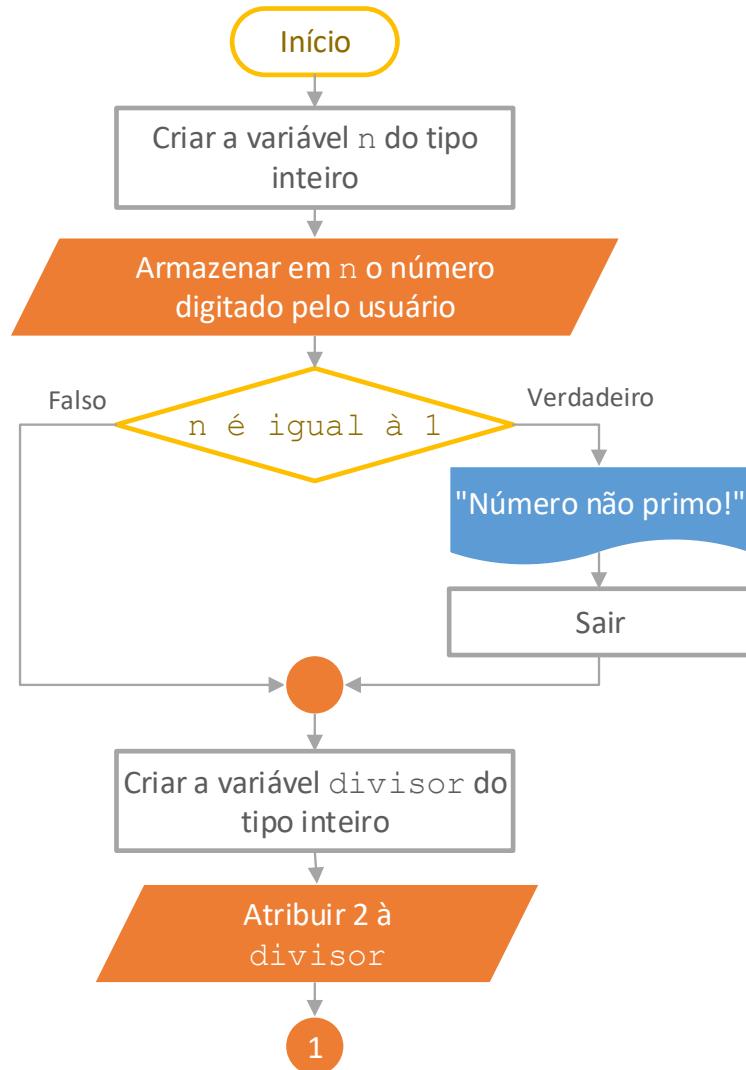 Início
Criar a variável n do tipo
inteiro
Armazenar em n o número
digitado pelo usuário
Falso
n é igual à 1
Verdadeiro
"Número não primo!"
Sair
Criar a variável divisor do
tipo inteiro
Atribuir 2 à
divisor
1